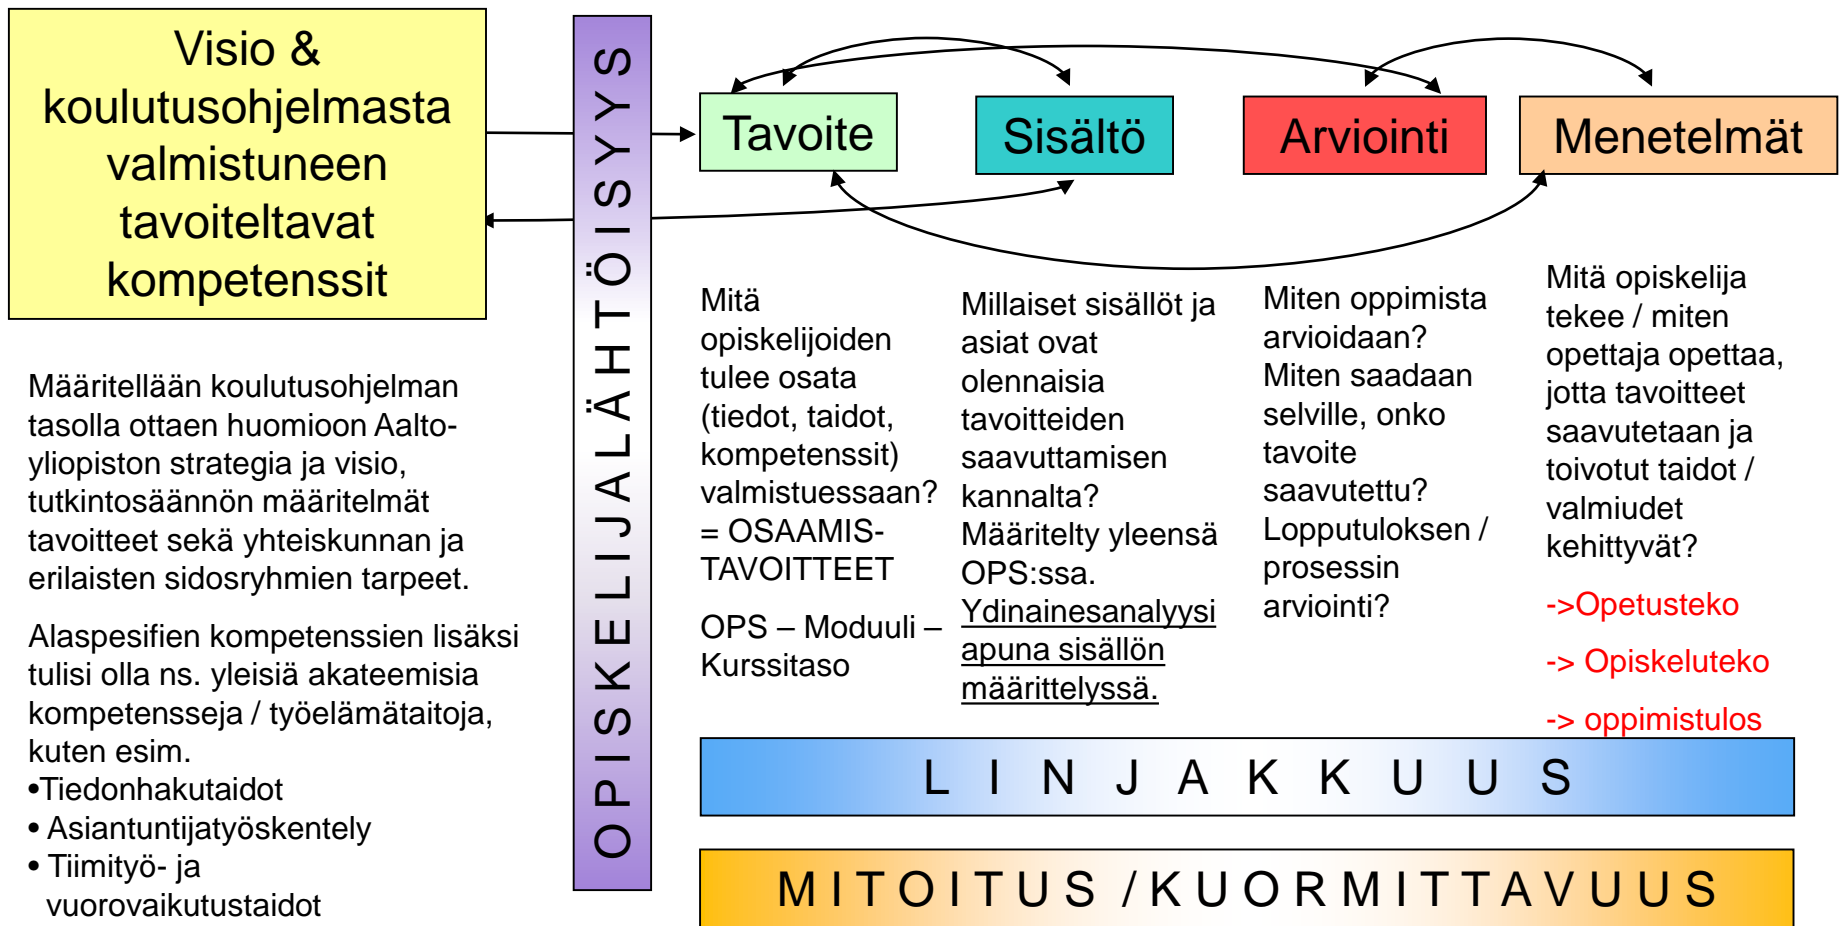 Visio &
koulutusohjelmasta
valmistuneen
tavoiteltavat
kompetenssit
Määritellään koulutusohjelman
tasolla ottaen huomioon Aalto-
yliopiston strategia ja visio,
tutkintosäännön määritelmät
tavoitteet sekä yhteiskunnan ja
erilaisten sidosryhmien tarpeet.
Alaspesifien kompetenssien lisäksi
tulisi olla ns. yleisiä akateemisia
kompetensseja / työelämätaitoja,
kuten esim.
•Tiedonhakutaidot
• Asiantuntijatyöskentely
• Tiimityö- ja
vuorovaikutustaidot
OPISKELIJALÄHTÖISYYS
Tavoite
Mitä
opiskelijoiden
tulee osata
(tiedot, taidot,
kompetenssit)
valmistuessaan?
= OSAAMIS-
TAVOITTEET
OPS – Moduuli –
Kurssitaso
Sisältö
Millaiset sisällöt ja
asiat ovat
olennaisia
tavoitteiden
saavuttamisen
kannalta?
Määritelty yleensä
OPS:ssa.
Ydinainesanalyysi
apuna sisällön
määrittelyssä.
Arviointi
Miten oppimista
arvioidaan?
Miten saadaan
selville, onko
tavoite
saavutettu?
Lopputuloksen /
prosessin
arviointi?
Menetelmät
Mitä opiskelija
tekee / miten
opettaja opettaa,
jotta tavoitteet
saavutetaan ja
toivotut taidot /
valmiudet
kehittyvät?
->Opetusteko
-> Opiskeluteko
-> oppimistulos
LINJAKKUUS
MITOITUS /KUORMITTAVUUS